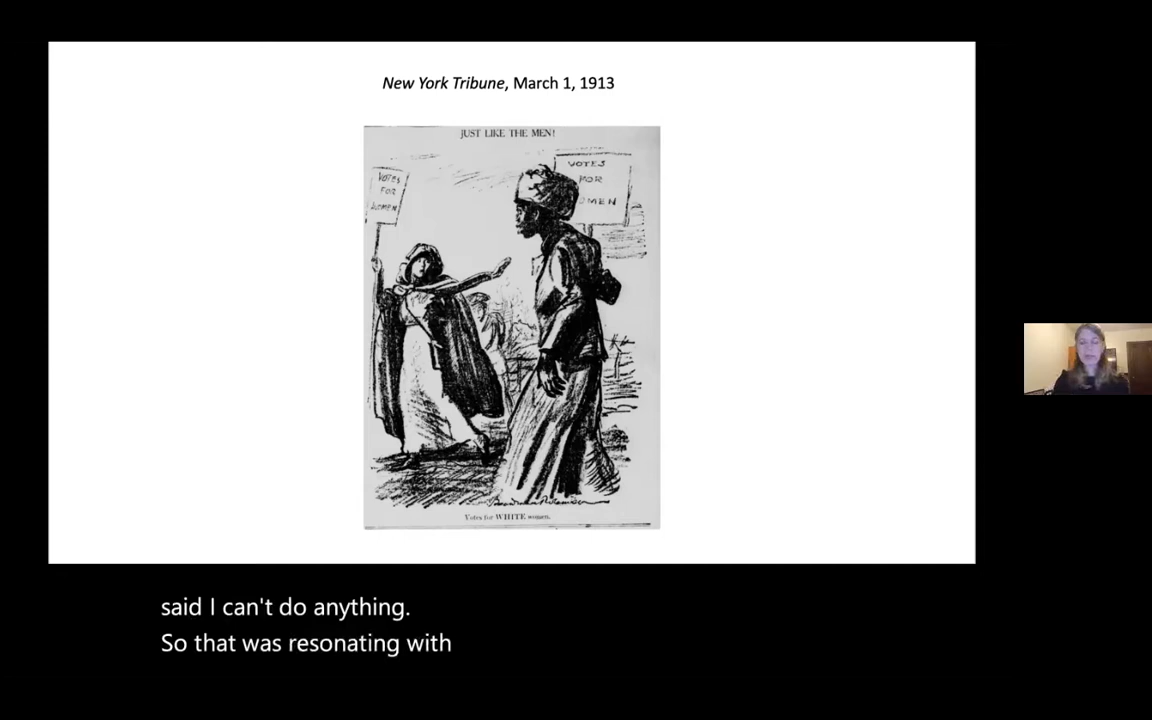 New York Tribune, March 1, 1913
JUST LIKE THE MEN!
VOTES
FOR
WOMEN
VOTES
FOR
OMEN
Votes for WHITE women.
said I can't do anything.
So that was resonating with